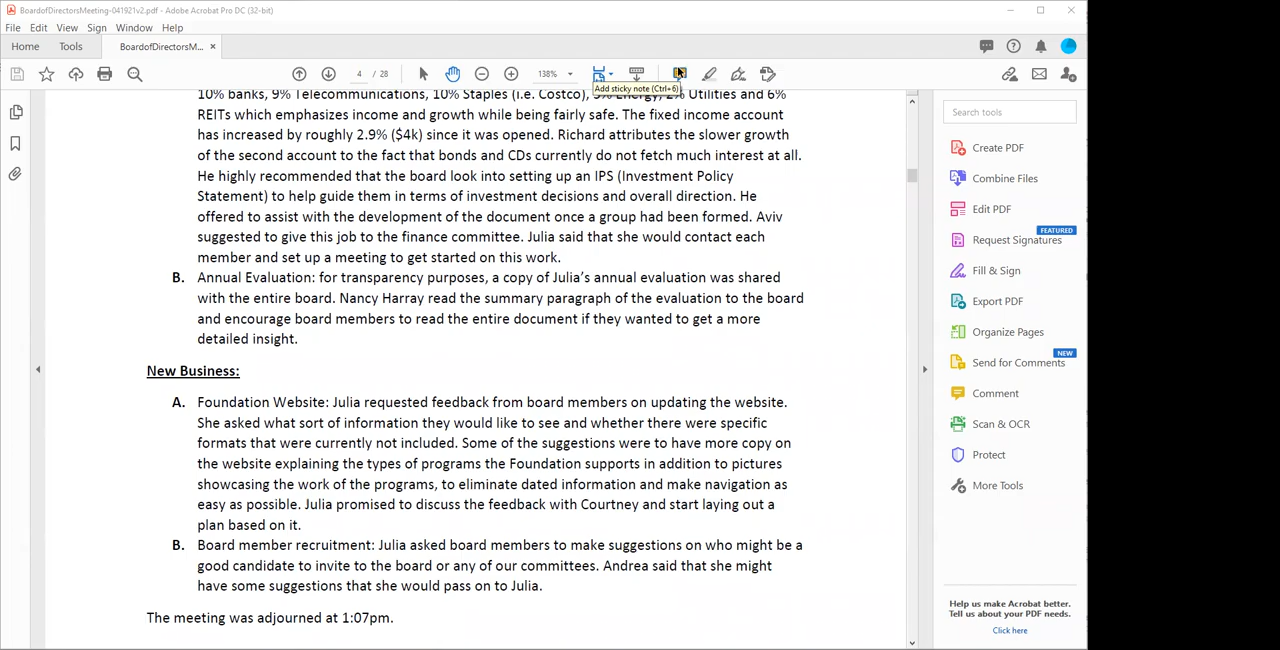 BoardofDirectorsMeeting-041921v2.pdf - Adobe Acrobat Pro DC (32-bit)
File Edit View Sign Window Help
Home Tools BoardofDirectorsM... ×
4 / 28 138%
Add sticky note (Ctrl+6)
10% banks, 9% Telecommunications, 10% Staples (i.e. Costco), Energy, 2% Utilities and 6%
REITs which emphasizes income and growth while being fairly safe. The fixed income account
has increased by roughly 2.9% ($4k) since it was opened. Richard attributes the slower growth
of the second account to the fact that bonds and CDs currently do not fetch much interest at all.
He highly recommended that the board look into setting up an IPS (Investment Policy
Statement) to help guide them in terms of investment decisions and overall direction. He
offered to assist with the development of the document once a group had been formed. Aviv
suggested to give this job to the finance committee. Julia said that she would contact each
member and set up a meeting to get started on this work.
B. Annual Evaluation: for transparency purposes, a copy of Julia’s annual evaluation was shared
with the entire board. Nancy Harray read the summary paragraph of the evaluation to the board
and encourage board members to read the entire document if they wanted to get a more
detailed insight.
New Business:
A. Foundation Website: Julia requested feedback from board members on updating the website.
She asked what sort of information they would like to see and whether there were specific
formats that were currently not included. Some of the suggestions were to have more copy on
the website explaining the types of programs the Foundation supports in addition to pictures
showcasing the work of the programs, to eliminate dated information and make navigation as
easy as possible. Julia promised to discuss the feedback with Courtney and start laying out a
plan based on it.
B. Board member recruitment: Julia asked board members to make suggestions on who might be a
good candidate to invite to the board or any of our committees. Andrea said that she might
have some suggestions that she would pass on to Julia.
The meeting was adjourned at 1:07pm.
Search tools
Create PDF
Combine Files
Edit PDF
FEATURED
Request Signatures
Fill & Sign
Export PDF
Organize Pages
NEW
Send for Comments
Comment
Scan & OCR
Protect
More Tools
Help us make Acrobat better.
Tell us about your PDF needs.
Click here